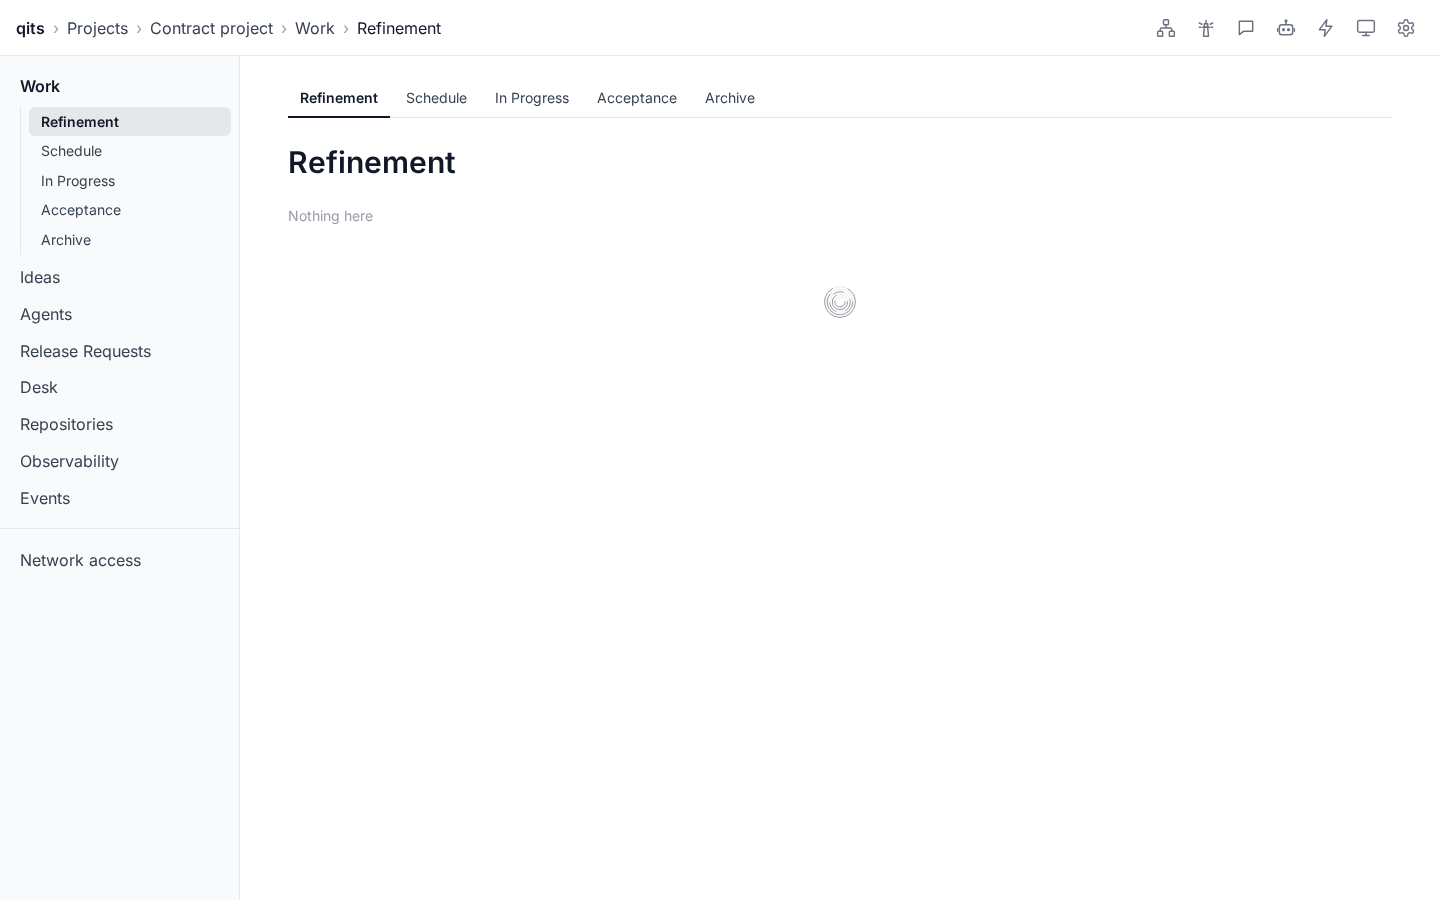 qits › Projects › Contract project › Work › Refinement
Work
Refinement
Schedule
In Progress
Acceptance
Archive
Ideas
Agents
Release Requests
Desk
Repositories
Observability
Events
Network access
Refinement Schedule In Progress Acceptance Archive
Refinement
Nothing here